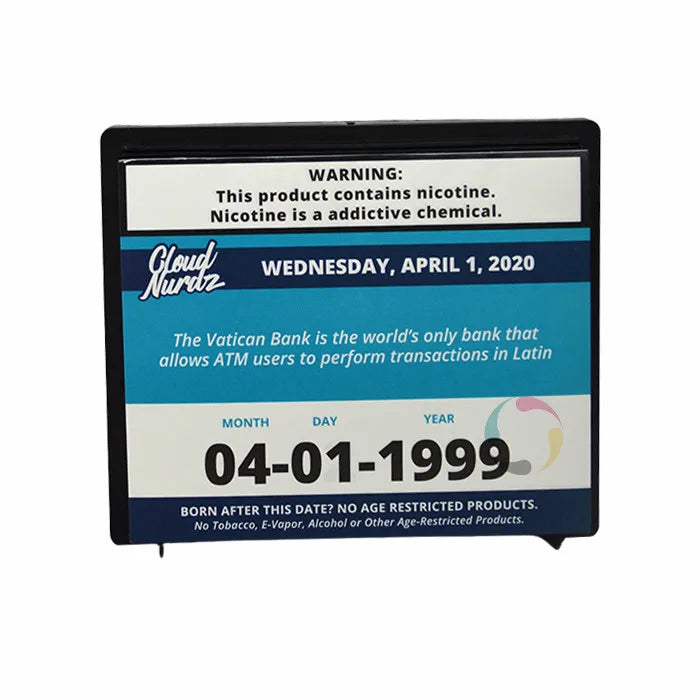 WARNING:
This product contains nicotine.
Nicotine is a addictive chemical.
Cloud
Nurdz
WEDNESDAY, APRIL 1, 2020
The Vatican Bank is the world's only bank that
allows ATM users to perform transactions in Latin
MONTH DAY YEAR
04-01-1999
BORN AFTER THIS DATE? NO AGE RESTRICTED PRODUCTS.
No Tobacco, E-Vapor, Alcohol or Other Age-Restricted Products.